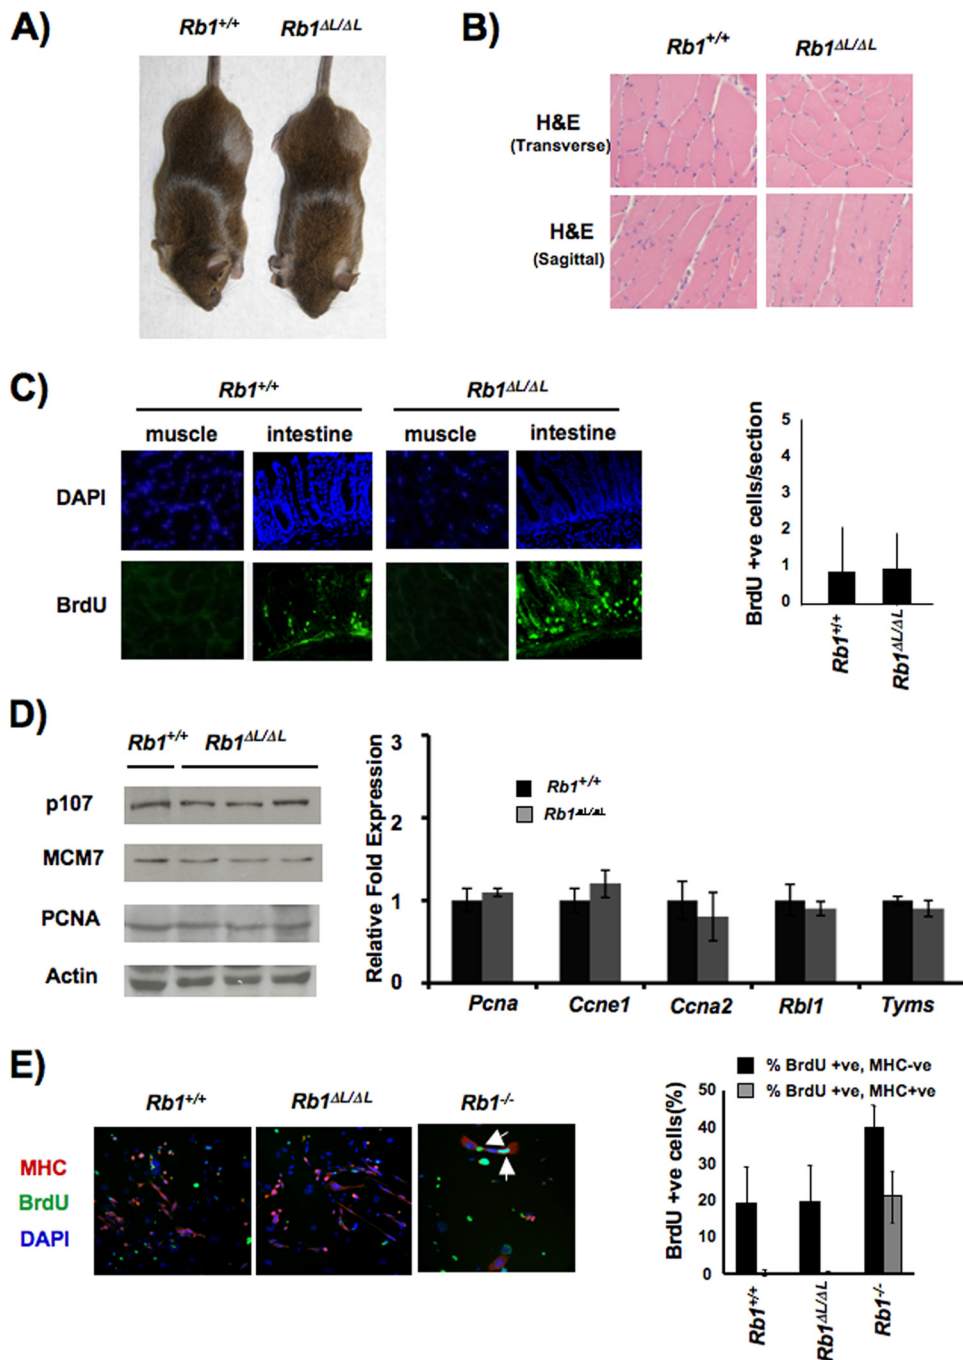 A)
Rb1+/+ Rb1ΔL/ΔL
B)
Rb1+/+ Rb1ΔL/ΔL
H&E
(Transverse)
H&E
(Sagittal)
C)
Rb1+/+ Rb1ΔL/ΔL
muscle intestine muscle intestine
DAPI
BrdU
BrdU +ve cells/section
5
4
3
2
1
0
Rb1+/+ Rb1ΔL/ΔL
D)
Rb1+/+ Rb1ΔL/ΔL
p107
MCM7
PCNA
Actin
Relative Fold Expression
3
2
1
0
Rb1+/+
Rb1ΔL/ΔL
Pcna Ccne1 Ccna2 Rbl1 Tyms
E)
Rb1+/+ Rb1ΔL/ΔL Rb1-/-
MHC
BrdU
DAPI
% BrdU +ve, MHC-ve
% BrdU +ve, MHC+ve
BrdU +ve cells(%)
50
40
30
20
10
0
Rb1+/+ Rb1ΔL/ΔL Rb1-/-